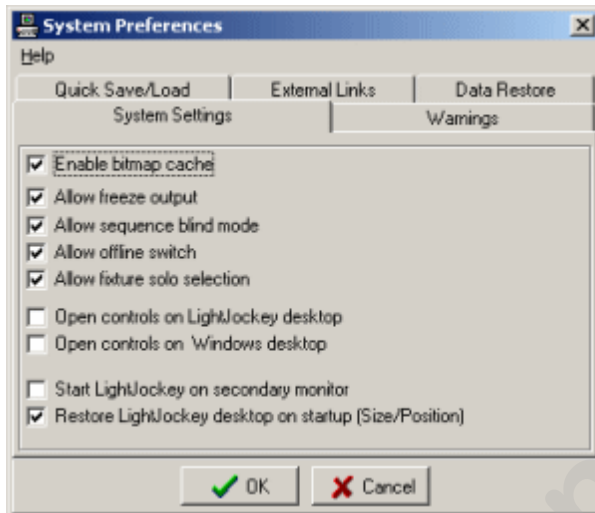 System Preferences
Help
Quick Save/Load External Links Data Restore
System Settings Warnings
Enable bitmap cache
Allow freeze output
Allow sequence blind mode
Allow offline switch
Allow fixture solo selection
Open controls on LightJockey desktop
Open controls on Windows desktop
Start LightJockey on secondary monitor
Restore LightJockey desktop on startup (Size/Position)
OK Cancel